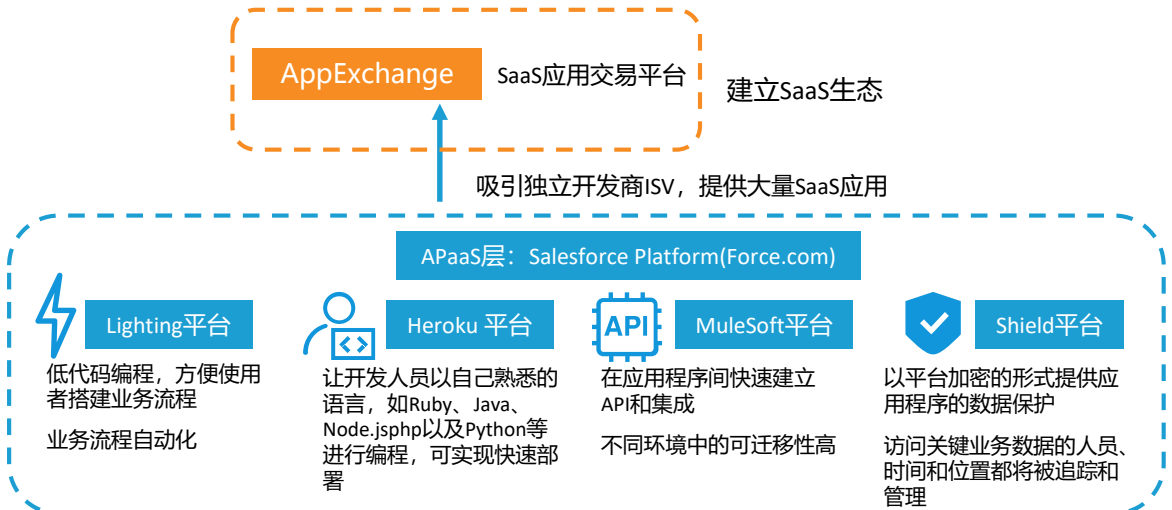 AppExchange
SaaS应用交易平台
建立SaaS生态
吸引独立开发商ISV，提供大量SaaS应用
APaaS层：Salesforce Platform(Force.com)
Lighting平台
低代码编程，方便使用
者搭建业务流程
业务流程自动化
Heroku 平台
让开发人员以自己熟悉的
语言，如Ruby、Java、
Node.jsphp以及Python等
进行编程，可实现快速部
署
API
MuleSoft平台
在应用程序间快速建立
API和集成
不同环境中的可迁移性高
Shield平台
以平台加密的形式提供应
用程序的数据保护
访问关键业务数据的人员、
时间和位置都将被追踪和
管理